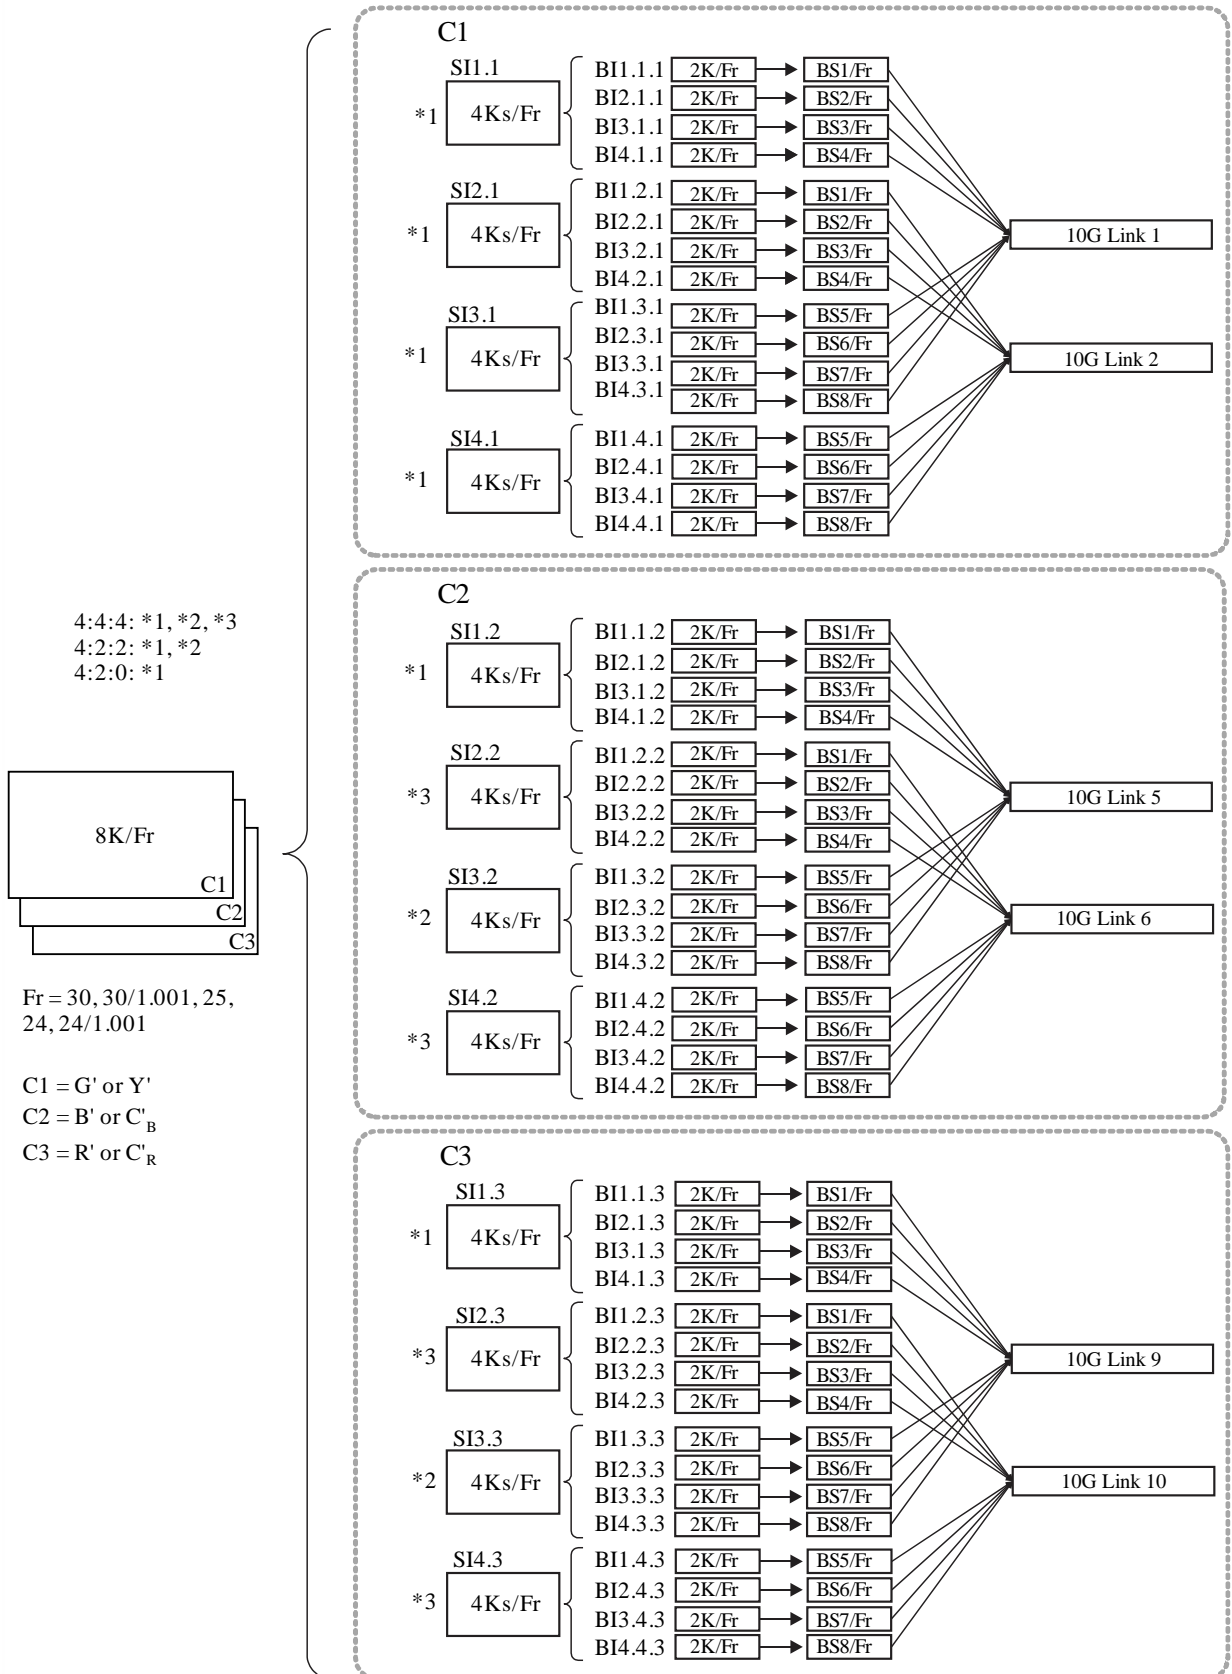 C1
SI1.1
*1
4Ks/Fr
BI1.1.1 2K/Fr BS1/Fr
BI2.1.1 2K/Fr BS2/Fr
BI3.1.1 2K/Fr BS3/Fr
BI4.1.1 2K/Fr BS4/Fr
SI2.1
*1
4Ks/Fr
BI1.2.1 2K/Fr BS1/Fr
BI2.2.1 2K/Fr BS2/Fr
BI3.2.1 2K/Fr BS3/Fr
BI4.2.1 2K/Fr BS4/Fr
SI3.1
*1
4Ks/Fr
BI1.3.1 2K/Fr BS5/Fr
BI2.3.1 2K/Fr BS6/Fr
BI3.3.1 2K/Fr BS7/Fr
BI4.3.1 2K/Fr BS8/Fr
SI4.1
*1
4Ks/Fr
BI1.4.1 2K/Fr BS5/Fr
BI2.4.1 2K/Fr BS6/Fr
BI3.4.1 2K/Fr BS7/Fr
BI4.4.1 2K/Fr BS8/Fr
10G Link 1
10G Link 2
4:4:4: *1, *2, *3
4:2:2: *1, *2
4:2:0: *1
8K/Fr
C1
C2
C3
Fr = 30, 30/1.001, 25,
24, 24/1.001
C1 = G' or Y'
C2 = B' or C'B
C3 = R' or C'R
C2
SI1.2
*1
4Ks/Fr
BI1.1.2 2K/Fr BS1/Fr
BI2.1.2 2K/Fr BS2/Fr
BI3.1.2 2K/Fr BS3/Fr
BI4.1.2 2K/Fr BS4/Fr
SI2.2
*3
4Ks/Fr
BI1.2.2 2K/Fr BS1/Fr
BI2.2.2 2K/Fr BS2/Fr
BI3.2.2 2K/Fr BS3/Fr
BI4.2.2 2K/Fr BS4/Fr
SI3.2
*2
4Ks/Fr
BI1.3.2 2K/Fr BS5/Fr
BI2.3.2 2K/Fr BS6/Fr
BI3.3.2 2K/Fr BS7/Fr
BI4.3.2 2K/Fr BS8/Fr
SI4.2
*3
4Ks/Fr
BI1.4.2 2K/Fr BS5/Fr
BI2.4.2 2K/Fr BS6/Fr
BI3.4.2 2K/Fr BS7/Fr
BI4.4.2 2K/Fr BS8/Fr
10G Link 5
10G Link 6
C3
SI1.3
*1
4Ks/Fr
BI1.1.3 2K/Fr BS1/Fr
BI2.1.3 2K/Fr BS2/Fr
BI3.1.3 2K/Fr BS3/Fr
BI4.1.3 2K/Fr BS4/Fr
SI2.3
*3
4Ks/Fr
BI1.2.3 2K/Fr BS1/Fr
BI2.2.3 2K/Fr BS2/Fr
BI3.2.3 2K/Fr BS3/Fr
BI4.2.3 2K/Fr BS4/Fr
SI3.3
*2
4Ks/Fr
BI1.3.3 2K/Fr BS5/Fr
BI2.3.3 2K/Fr BS6/Fr
BI3.3.3 2K/Fr BS7/Fr
BI4.3.3 2K/Fr BS8/Fr
SI4.3
*3
4Ks/Fr
BI1.4.3 2K/Fr BS5/Fr
BI2.4.3 2K/Fr BS6/Fr
BI3.4.3 2K/Fr BS7/Fr
BI4.4.3 2K/Fr BS8/Fr
10G Link 9
10G Link 10